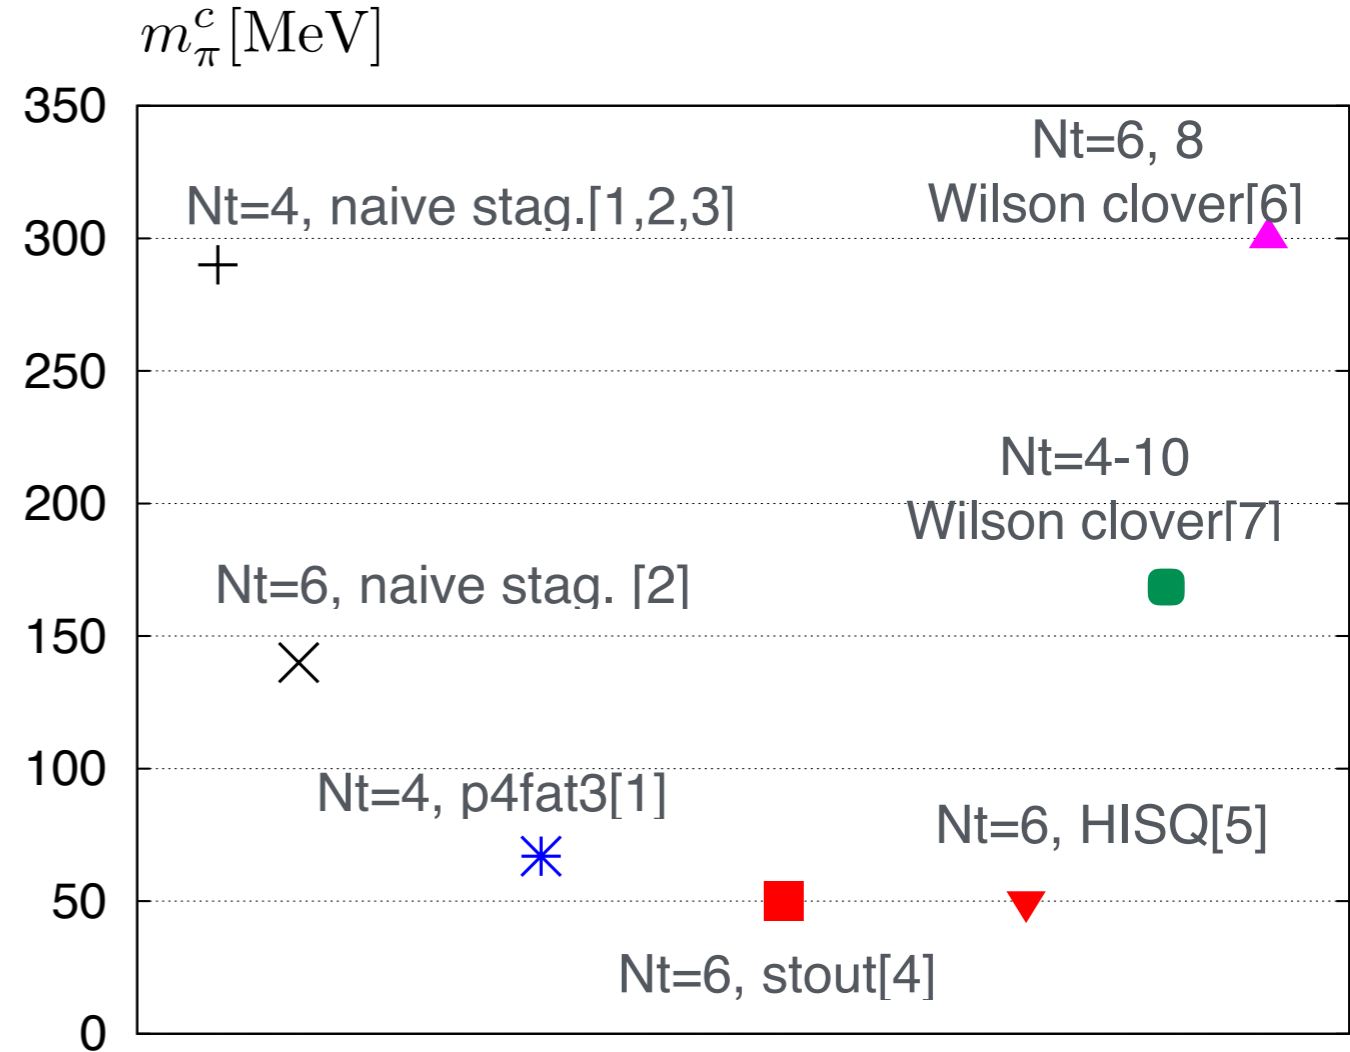 m_π^c [MeV]
350
Nt=6, 8
Wilson clover[6]
Nt=4, naive stag.[1,2,3]
300
250
Nt=4-10
200
Wilson clover[7]
Nt=6, naive stag. [2]
150
100
Nt=4, p4fat3[1]
Nt=6, HISQ[5]
50
Nt=6, stout[4]
0